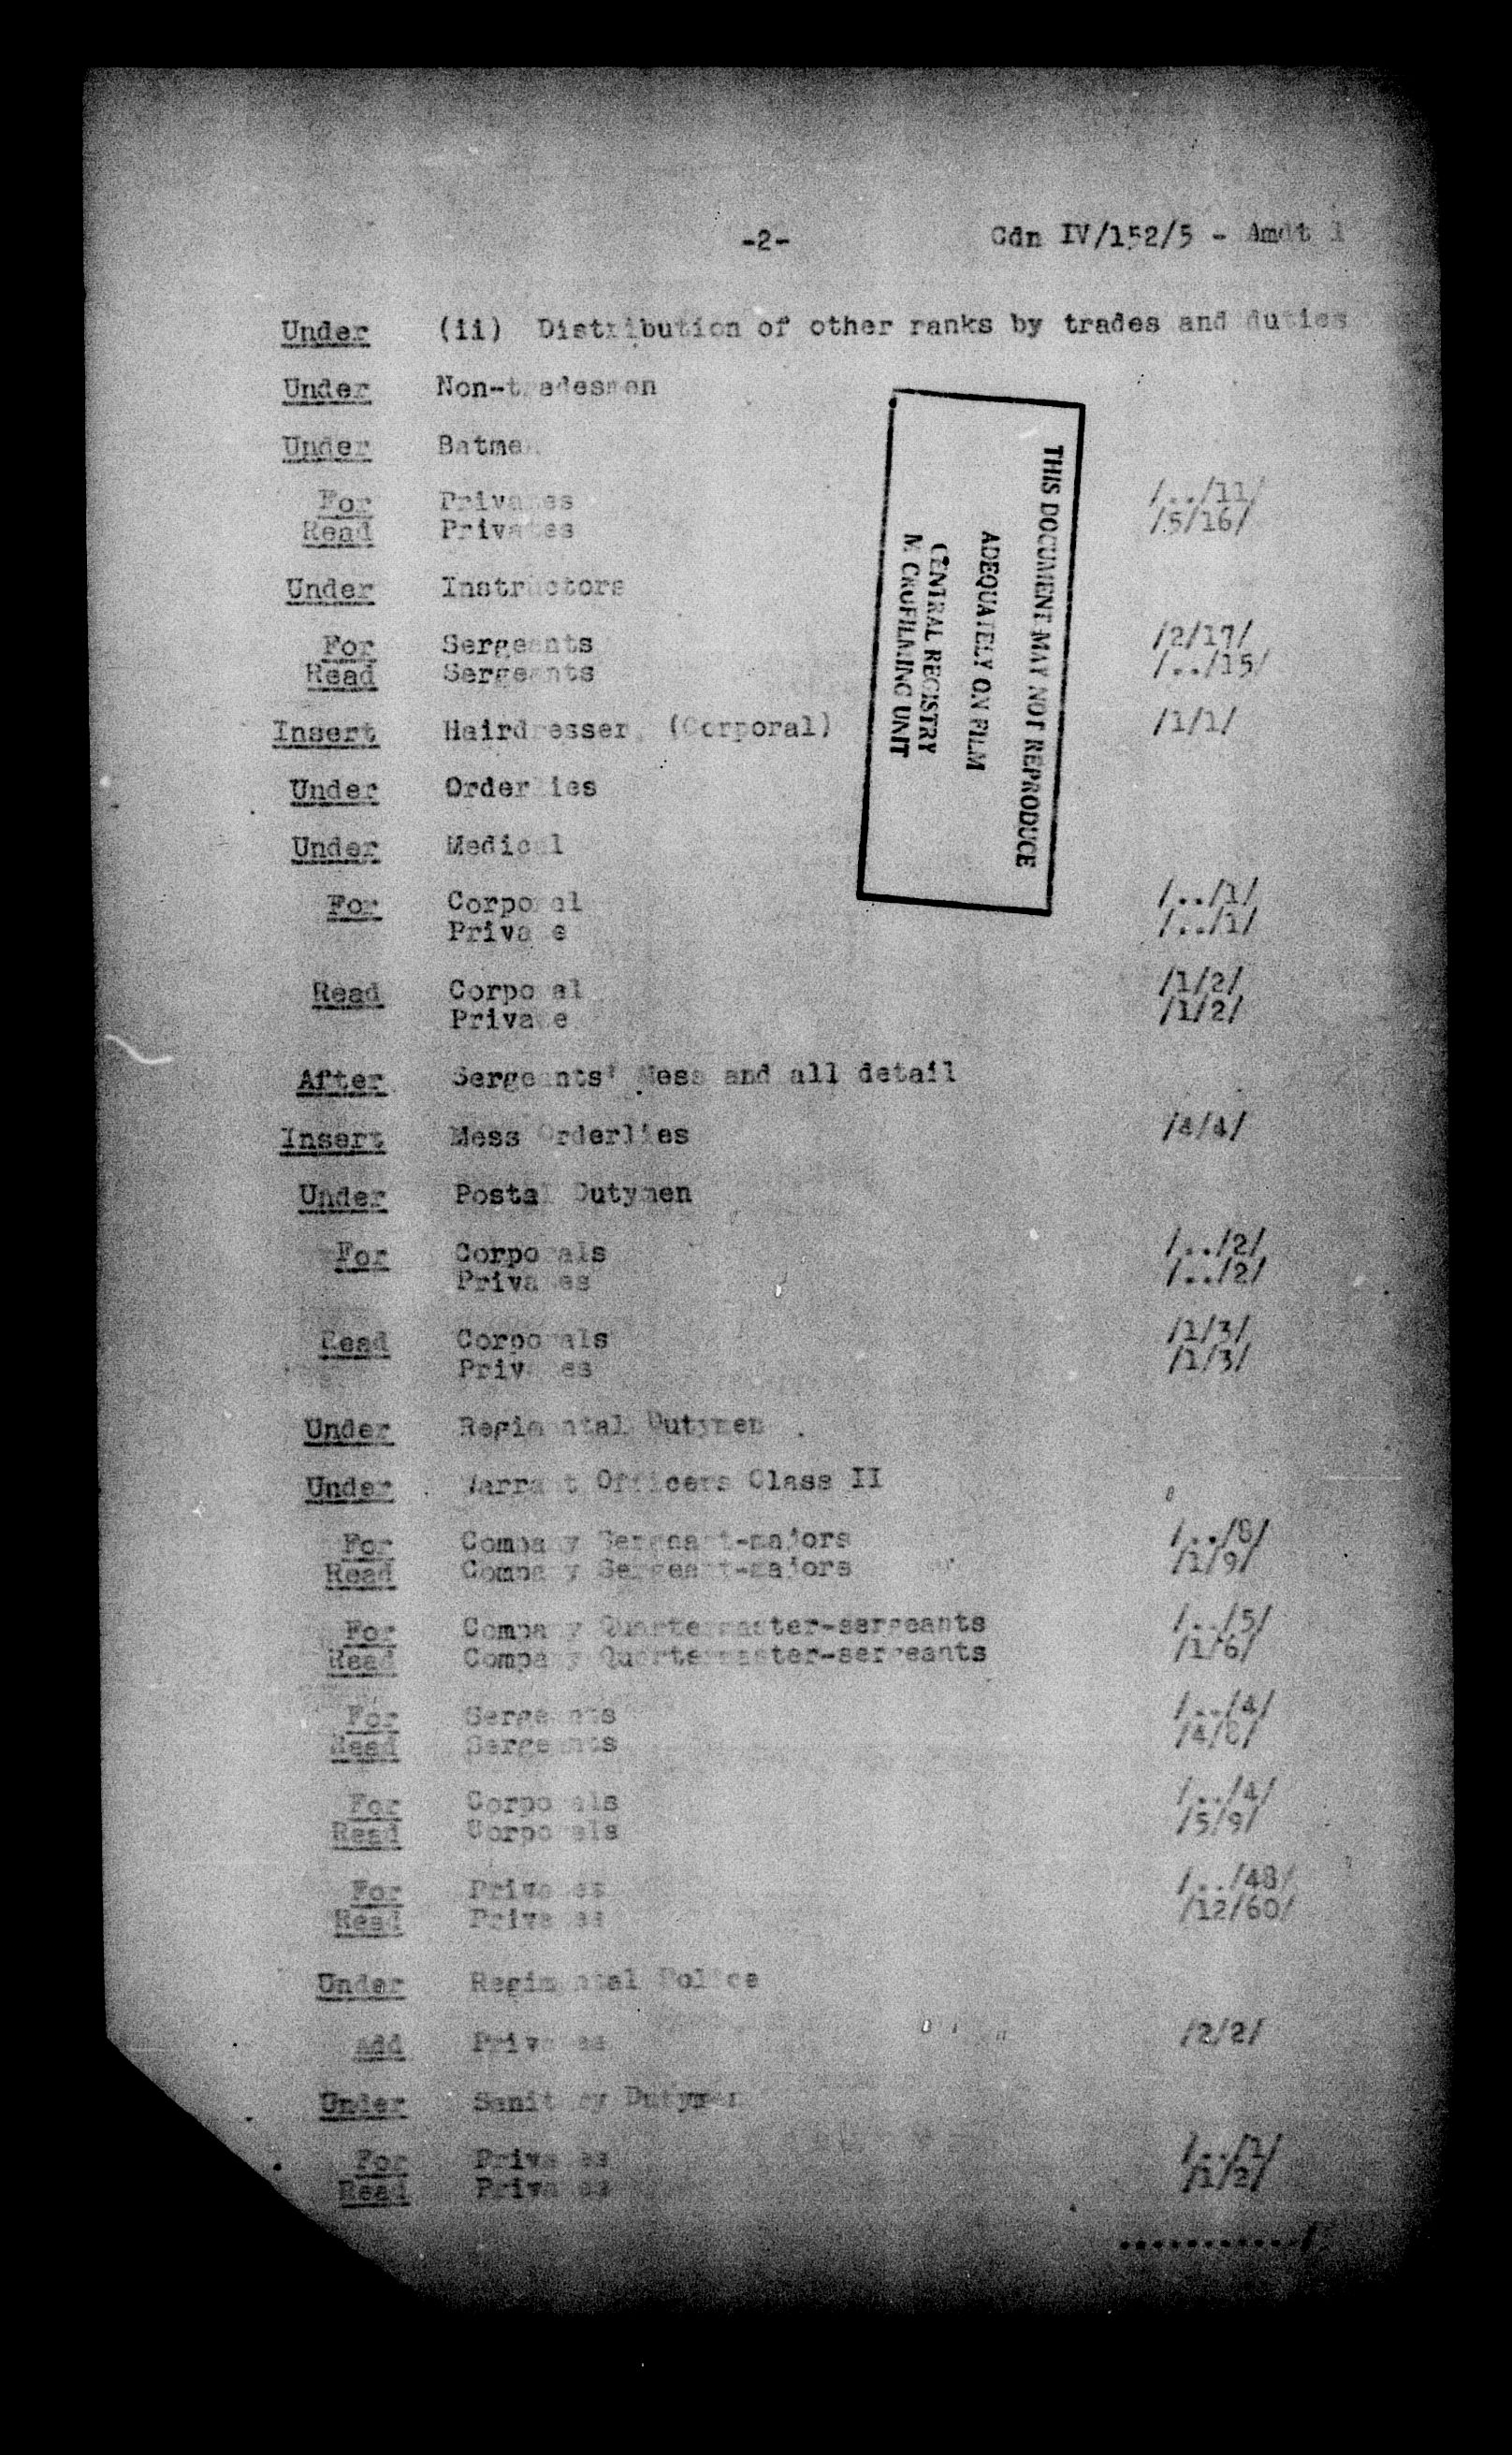 -2- Cdn IV/152/5 - Amdt 1
Under (ii) Distribution of other ranks by trades and duties
Under Non-tradesmen
Under Batmen
For Privates /../11/
Read Privates /5/16/
Under Instructors
For Sergeants /2/17/
Read Sergeants /../15/
Insert Hairdresser, (Corporal) /1/1/
Under Orderlies
Under Medical
For Corporal /../1/
Private /../1/
Read Corporal /1/2/
Private /1/2/
After Sergeants' Mess and all detail
Insert Mess Orderlies /4/4/
Under Postal Dutymen
For Corporals /../2/
Privates /../2/
Read Corporals /1/3/
Privates /1/3/
Under Regimental Dutymen
Under Warrant Officers Class II
For Company Sergeant-majors /../8/
Read Company Sergeant-majors /1/9/
For Company Quartermaster-sergeants /../5/
Read Company Quartermaster-sergeants /1/6/
For Sergeants /../4/
Read Sergeants /4/8/
For Corporals /../4/
Read Corporals /5/9/
For Privates /../48/
Read Privates /12/60/
Under Regimental Police
Add Privates /2/2/
Under Sanitary Dutymen
For Privates /../1/
Read Privates /1/2/
.........../
THIS DOCUMENT MAY NOT REPRODUCE
ADEQUATELY ON FILM
CENTRAL REGISTRY
MICROFILMING UNIT